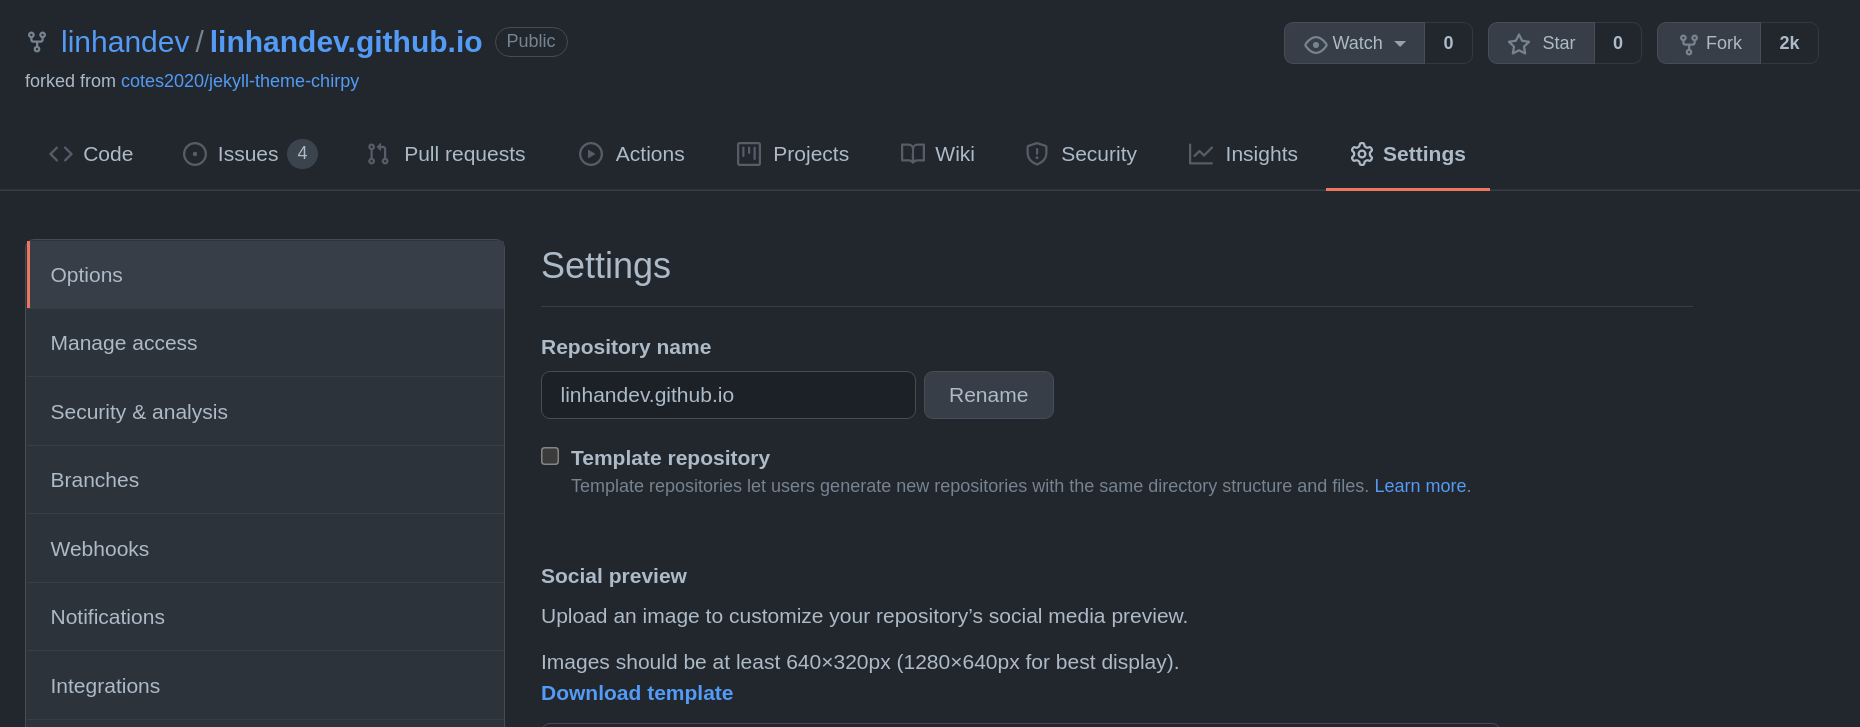 linhandev / linhandev.github.io Public Watch 0 Star 0 Fork 2k
forked from cotes2020/jekyll-theme-chirpy
Code Issues 4 Pull requests Actions Projects Wiki Security Insights Settings
Options
Manage access
Security & analysis
Branches
Webhooks
Notifications
Integrations
Settings
Repository name
linhandev.github.io Rename
Template repository
Template repositories let users generate new repositories with the same directory structure and files. Learn more.
Social preview
Upload an image to customize your repository’s social media preview.
Images should be at least 640×320px (1280×640px for best display).
Download template